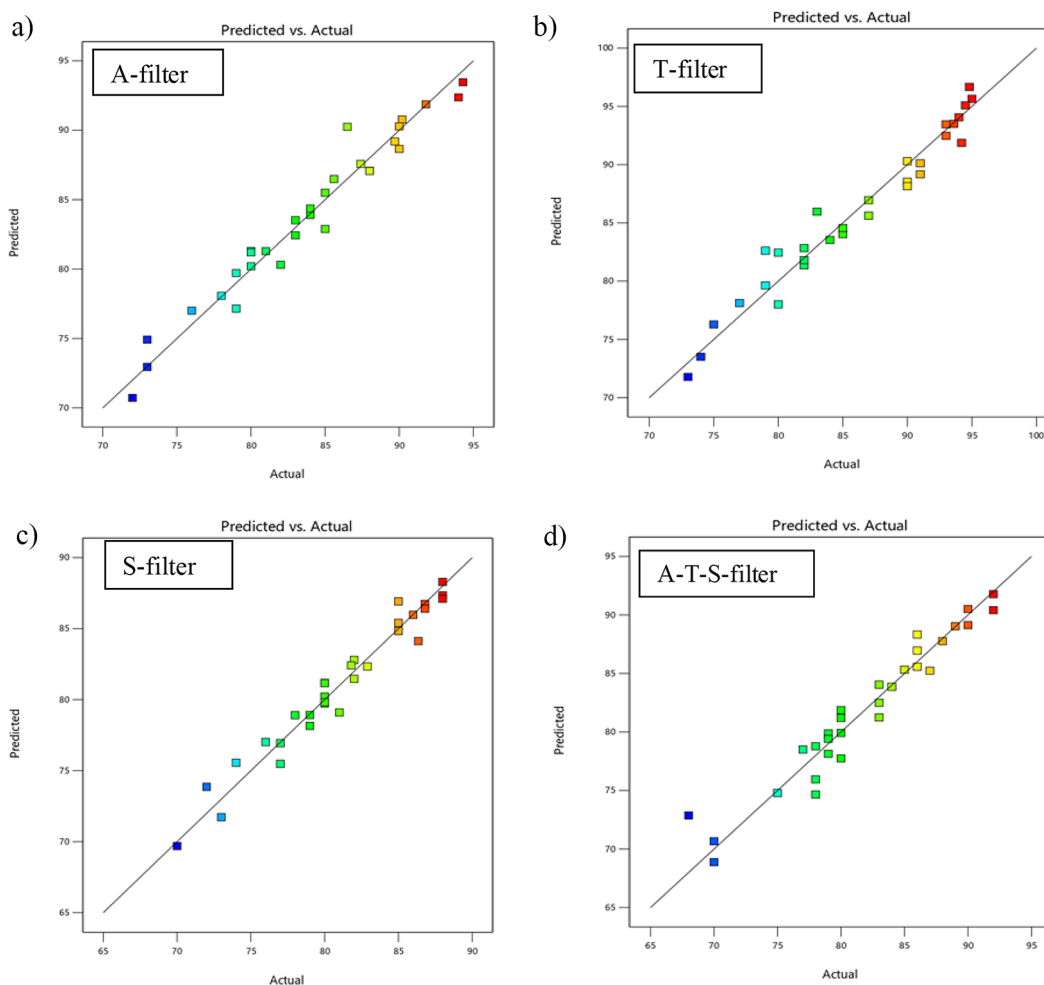 a)
Predicted vs. Actual
A-filter
95
90
85
80
75
70
Predicted
70 75 80 85 90 95
Actual
b)
Predicted vs. Actual
T-filter
100
95
90
85
80
75
70
Predicted
70 75 80 85 90 95 100
Actual
c)
Predicted vs. Actual
S-filter
90
85
80
75
70
65
Predicted
65 70 75 80 85 90
Actual
d)
Predicted vs. Actual
A-T-S-filter
95
90
85
80
75
70
65
Predicted
65 70 75 80 85 90 95
Actual